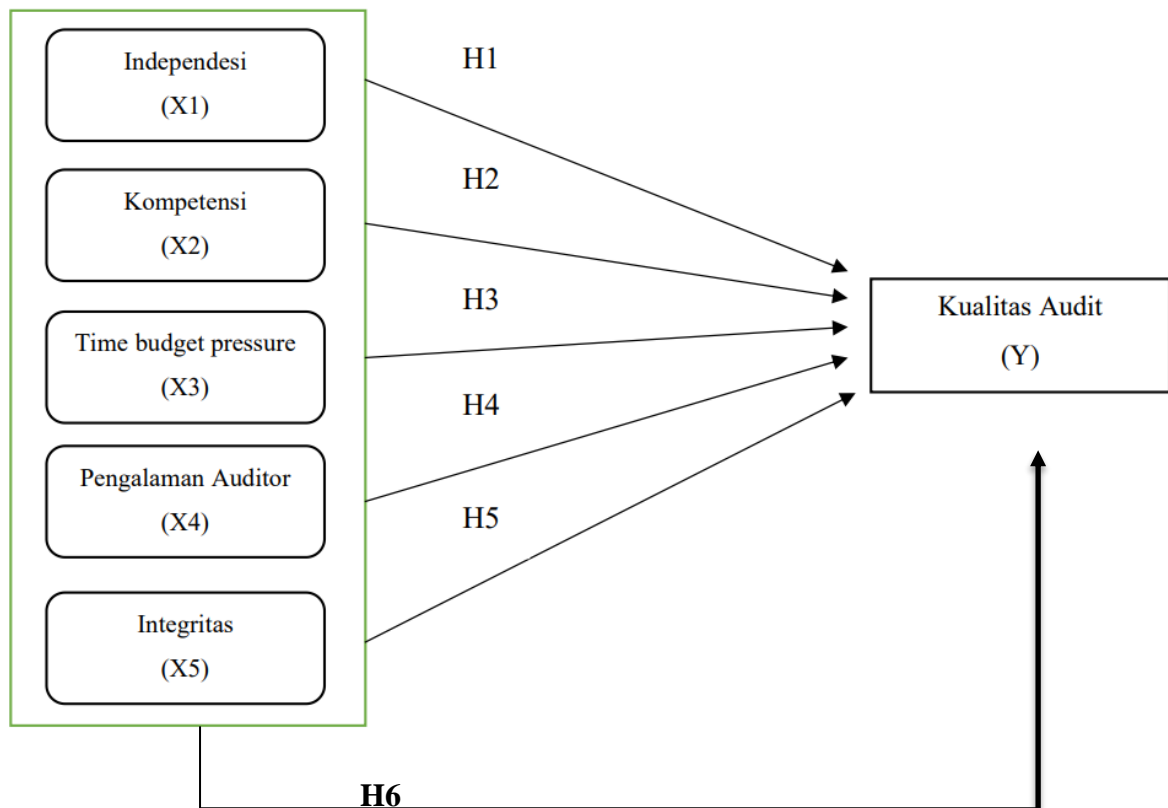 Independesi
(X1)
Kompetensi
(X2)
Time budget pressure
(X3)
Pengalaman Auditor
(X4)
Integritas
(X5)
H1
H2
H3
H4
H5
Kualitas Audit
(Y)
H6